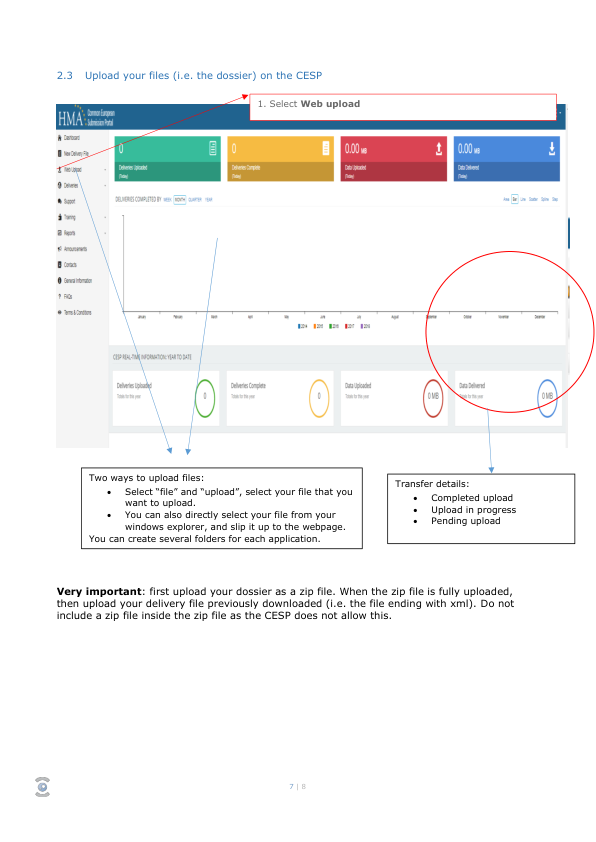 2.3 Upload your files (i.e. the dossier) on the CESP
1. Select Web upload
HMA Common European
Submission Portal
Dashboard
New Delivery File
Web Upload
Deliveries
Support
Training
Reports
Announcements
Contacts
General Information
FAQs
Terms & Conditions
0
Deliveries Uploaded
(Today)
0
Deliveries Complete
(Today)
0.00 MB
Data Uploaded
(Today)
0.00 MB
Data Delivered
(Today)
DELIVERIES COMPLETED BY WEEK MONTH QUARTER YEAR
Area Bar Line Scatter Spline Step
January February March April May June July August September October November December
2014 2015 2016 2017 2018
CESP REAL-TIME INFORMATION: YEAR TO DATE
Deliveries Uploaded
Totals for this year
0
Deliveries Complete
Totals for this year
0
Data Uploaded
Totals for this year
0 MB
Data Delivered
Totals for this year
0 MB
Two ways to upload files:
• Select “file” and “upload”, select your file that you
want to upload.
• You can also directly select your file from your
windows explorer, and slip it up to the webpage.
You can create several folders for each application.
Transfer details:
• Completed upload
• Upload in progress
• Pending upload
Very important: first upload your dossier as a zip file. When the zip file is fully uploaded,
then upload your delivery file previously downloaded (i.e. the file ending with xml). Do not
include a zip file inside the zip file as the CESP does not allow this.
7 | 8